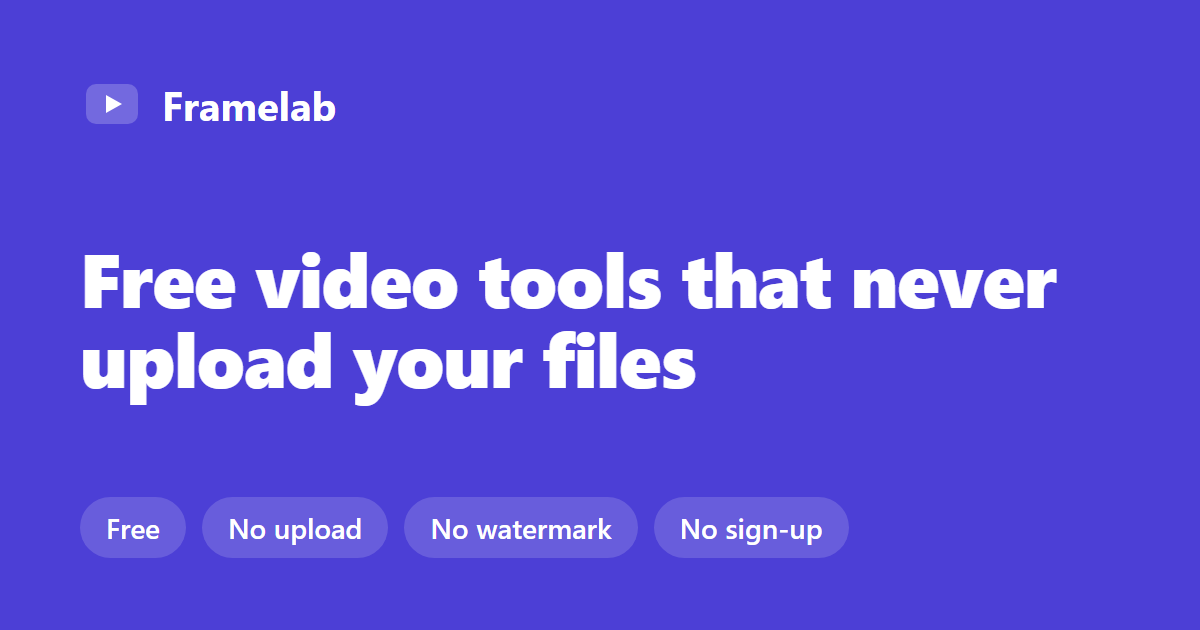 Framelab
Free video tools that never
upload your files
Free
No upload
No watermark
No sign-up